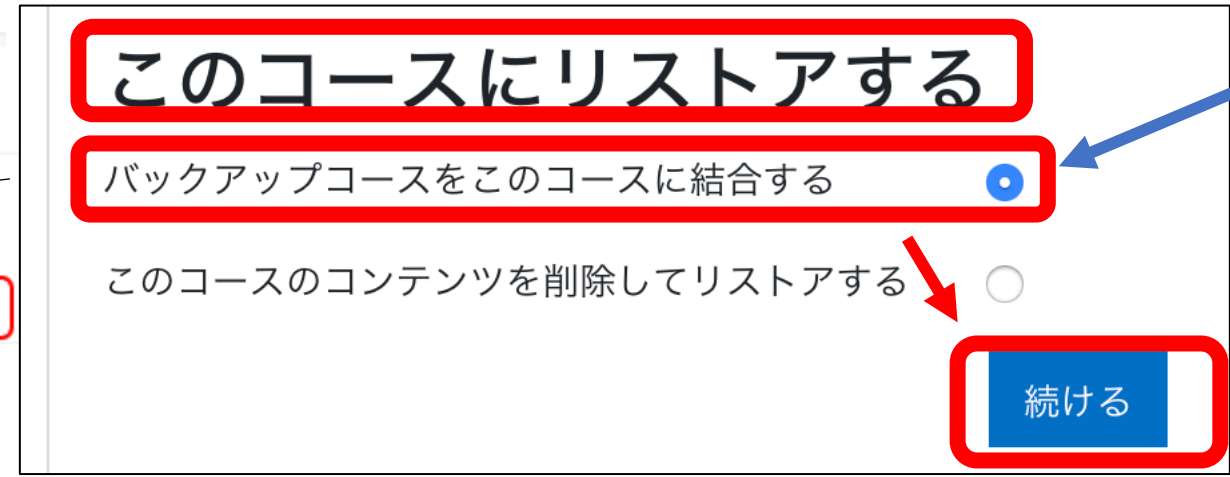 このコースにリストアする
バックアップコースをこのコースに結合する
このコースのコンテンツを削除してリストアする
続ける